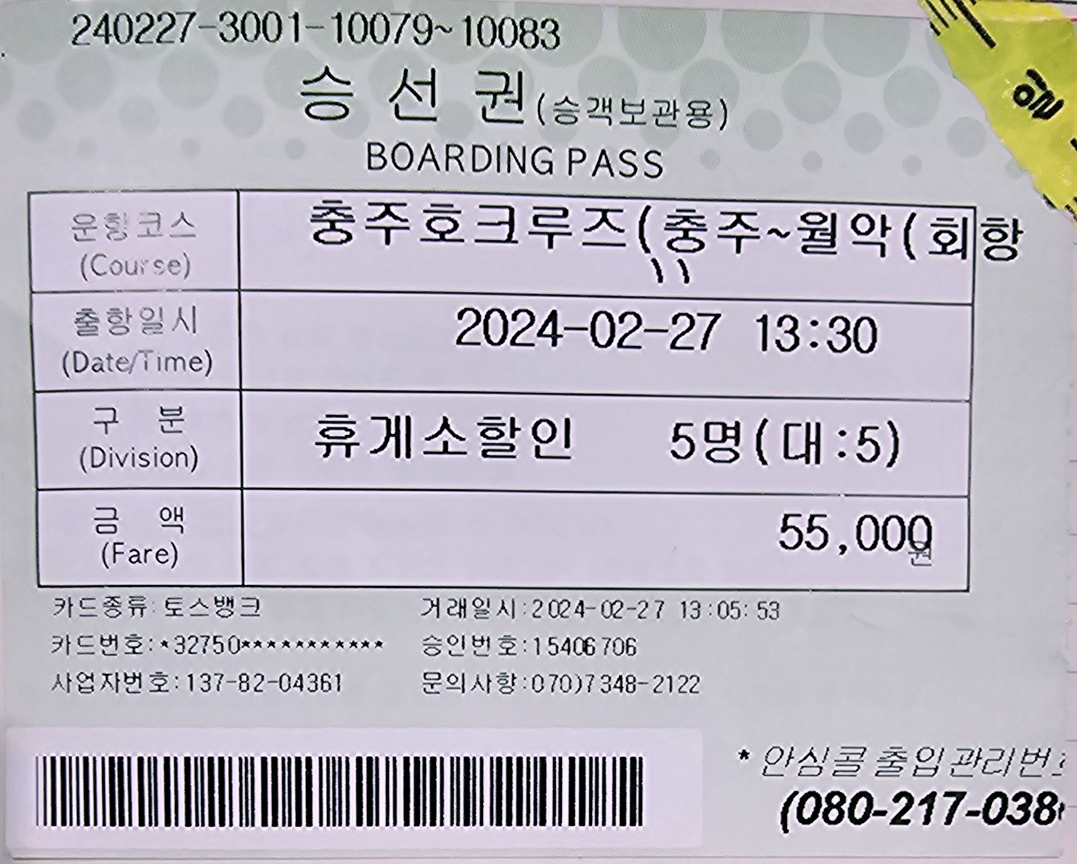 240227-3001-10079~10083
승 선 권 (승객보관용)
BOARDING PASS
운항코스
(Course)
충주호크루즈(충주~월악(회항
))
출항일시
(Date/Time)
2024-02-27 13:30
구 분
(Division)
휴게소할인 5명(대:5)
금 액
(Fare)
55,000원
카드종류:토스뱅크 거래일시:2024-02-27 13:05:53
카드번호:*32750*********** 승인번호:15406706
사업자번호:137-82-04361 문의사항:070)7348-2122
* 안심콜 출입관리번호
(080-217-038